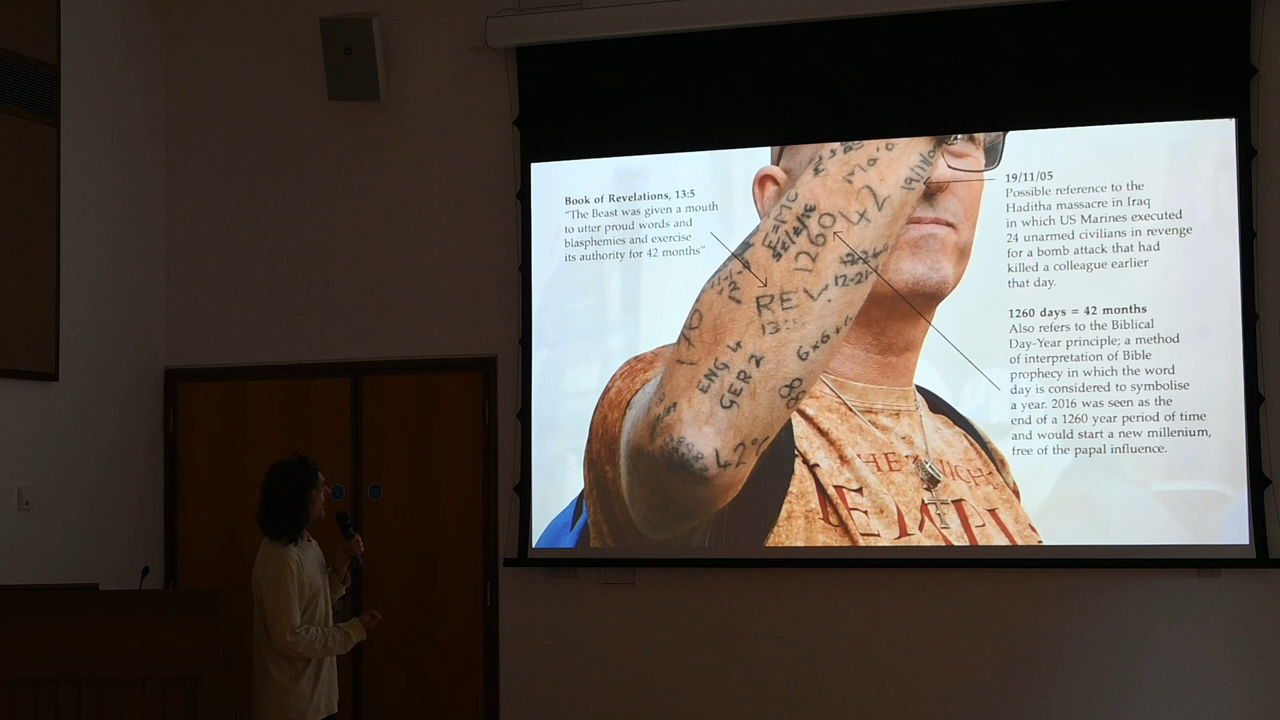 Book of Revelations, 13:5
"The Beast was given a mouth
to utter proud words and
blasphemies and exercise
its authority for 42 months"
19/11/05
Possible reference to the
Haditha massacre in Iraq
in which US Marines executed
24 unarmed civilians in revenge
for a bomb attack that had
killed a colleague earlier
that day.
1260 days = 42 months
Also refers to the Biblical
Day-Year principle; a method
of interpretation of Bible
prophecy in which the word
day is considered to symbolise
a year. 2016 was seen as the
end of a 1260 year period of time
and would start a new millenium,
free of the papal influence.
E=MC
42
1260
REV.
ENG 4
GER 2
88
42%